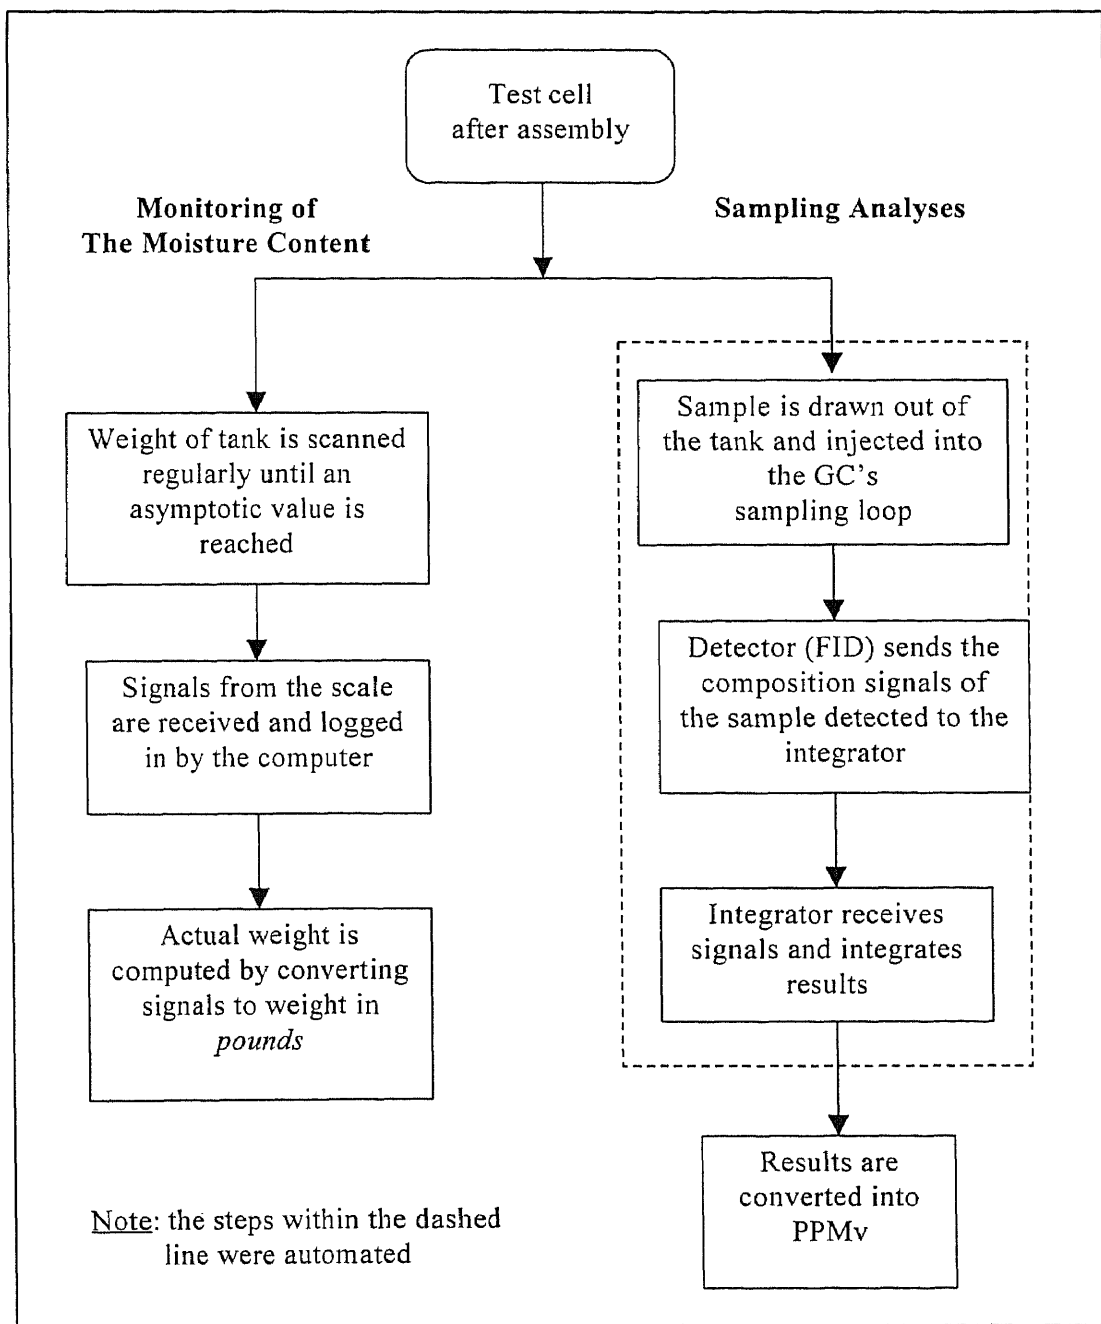 Test cell
after assembly
Monitoring of
The Moisture Content
Sampling Analyses
Weight of tank is scanned
regularly until an
asymptotic value is
reached
Signals from the scale
are received and logged
in by the computer
Actual weight is
computed by converting
signals to weight in
pounds
Sample is drawn out of
the tank and injected into
the GC's
sampling loop
Detector (FID) sends the
composition signals of
the sample detected to the
integrator
Integrator receives
signals and integrates
results
Results are
converted into
PPMv
Note: the steps within the dashed
line were automated